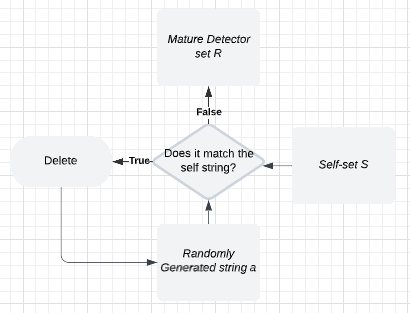 Mature Detector
set R
False
Does it match the
self string?
True
Delete
Self-set S
Randomly
Generated string a